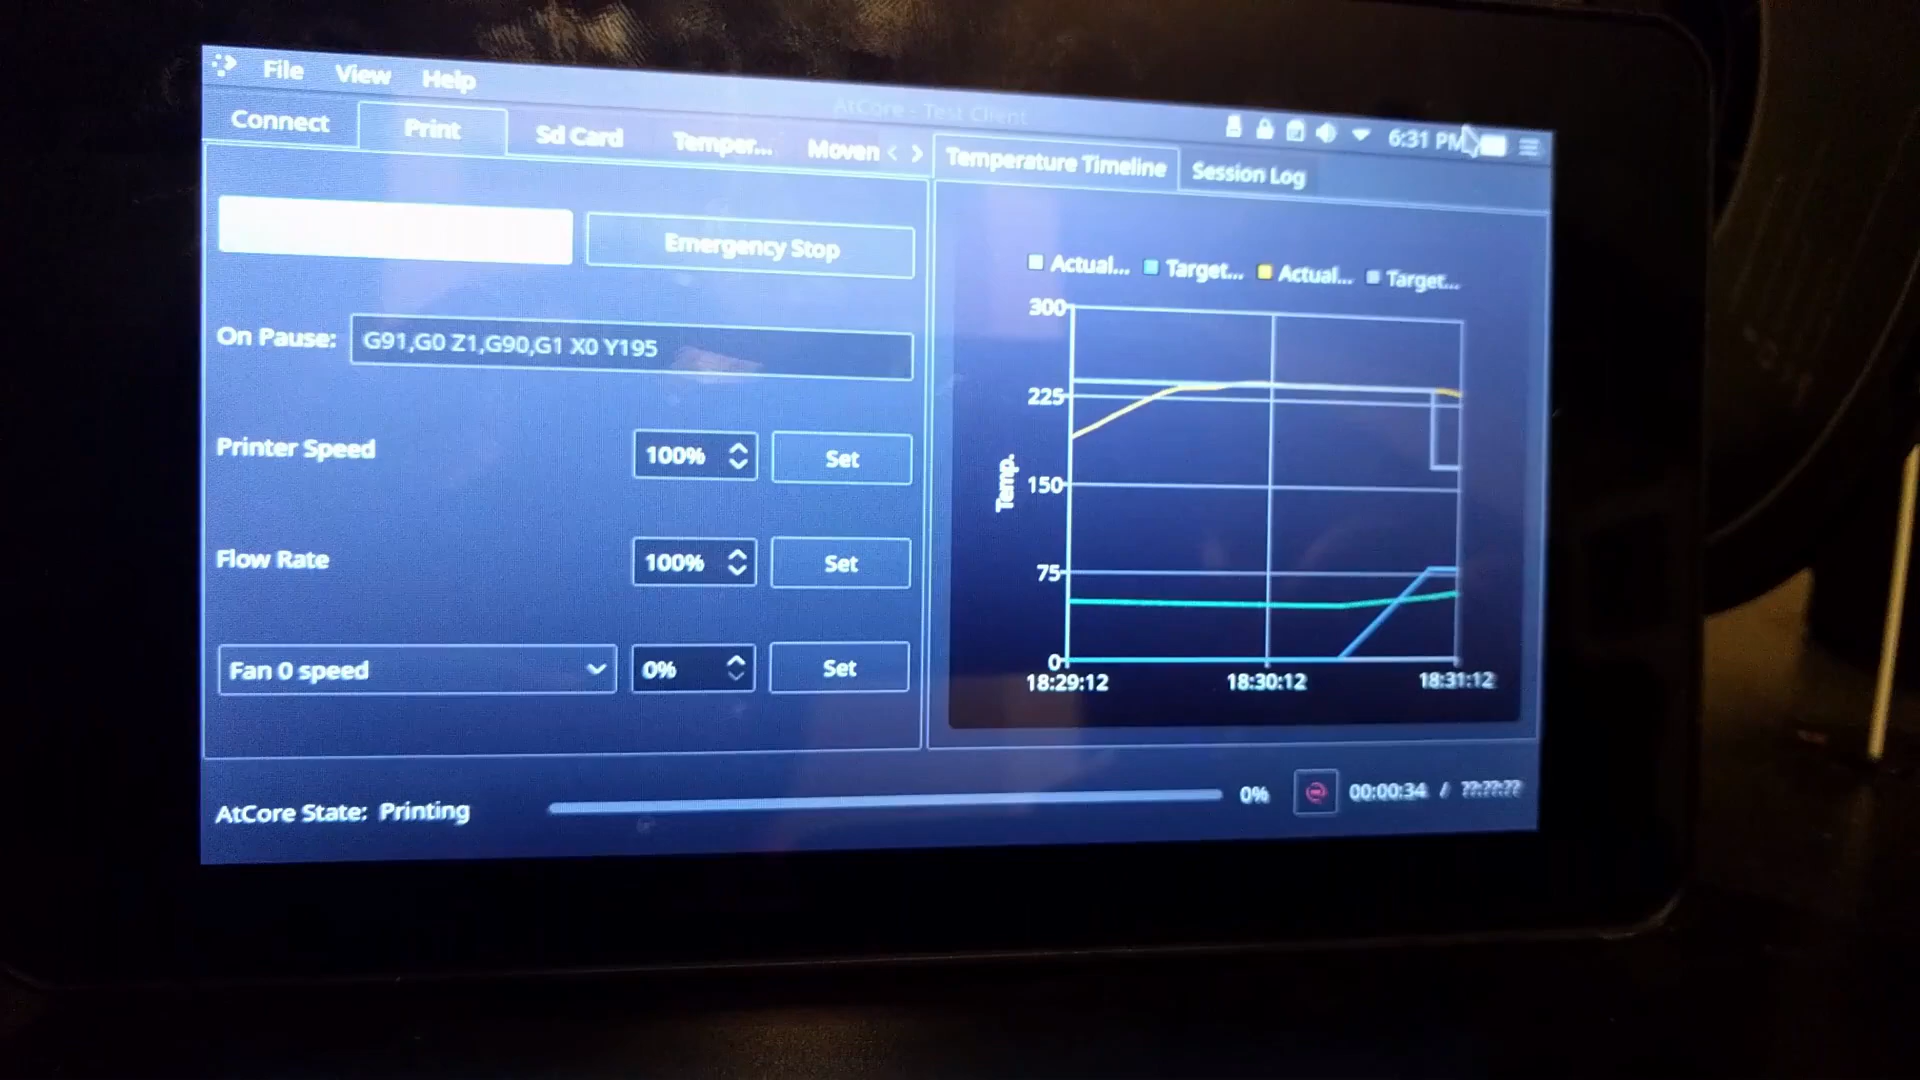 File View Help
AtCore - Test Client
6:31 PM
Connect Print Sd Card Temper... Moven
Temperature Timeline Session Log
Emergency Stop
On Pause: G91,G0 Z1,G90,G1 X0 Y195
Printer Speed 100% Set
Flow Rate 100% Set
Fan 0 speed 0% Set
Actual... Target... Actual... Target...
300
225
150
75
0
Temp.
18:29:12 18:30:12 18:31:12
AtCore State: Printing 0% 00:00:34 / ??:??:??